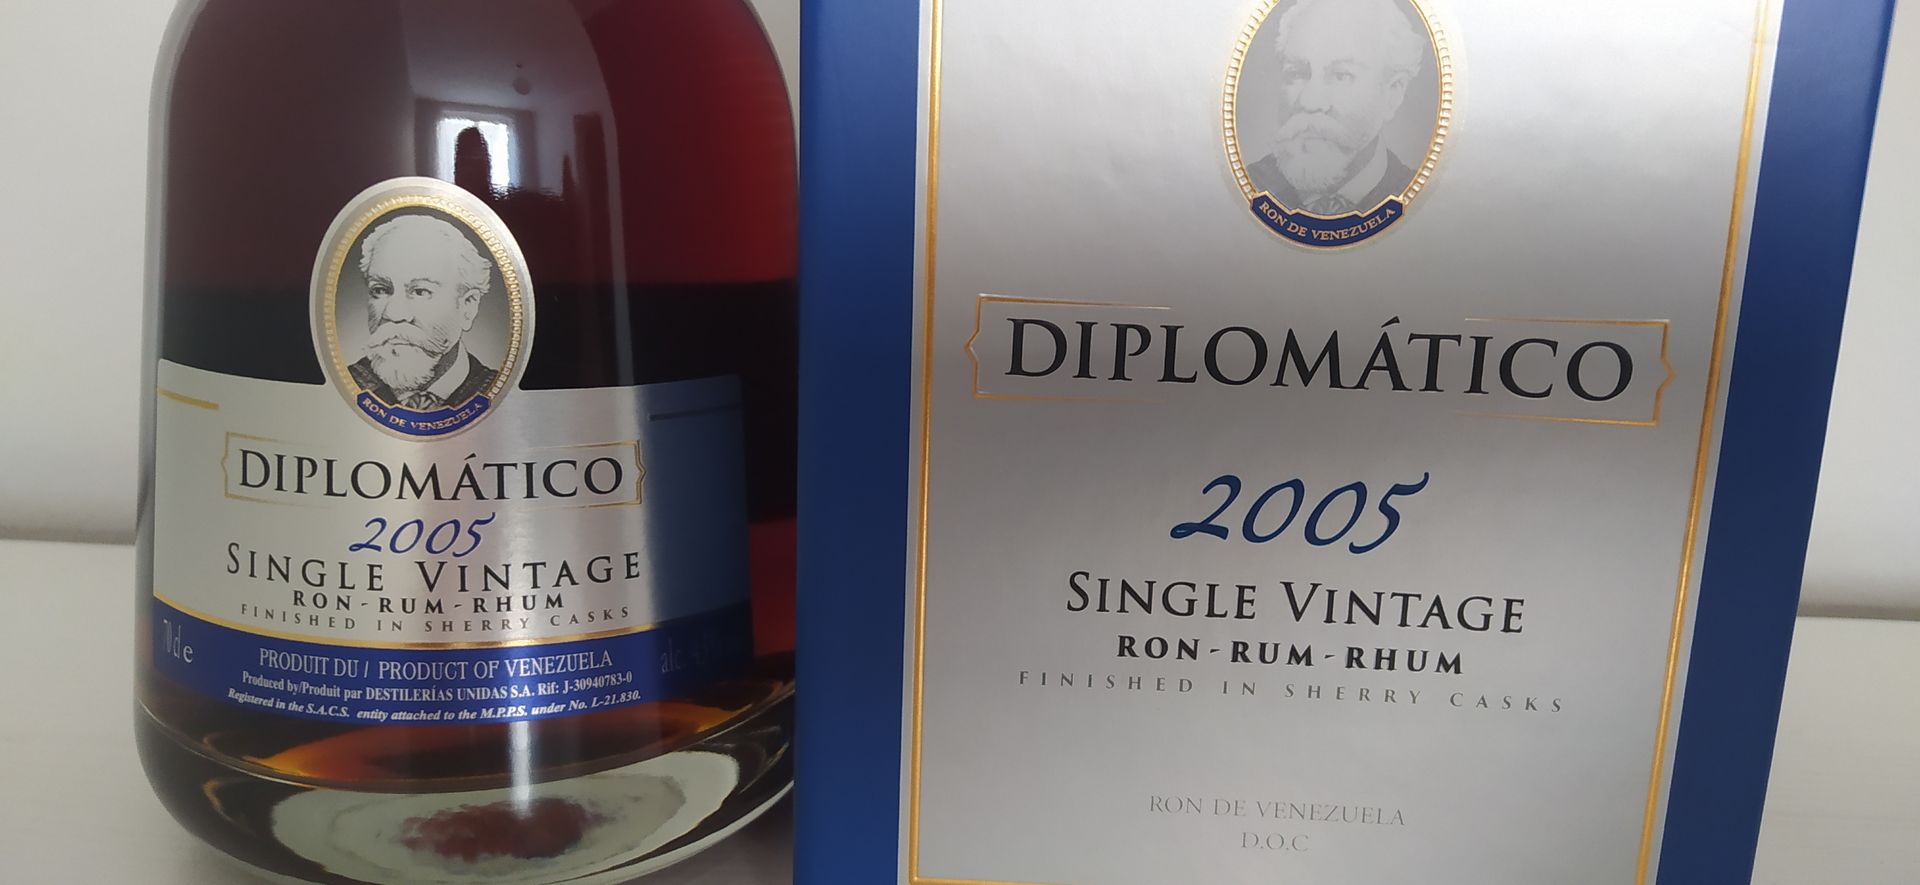 RON DE VENEZUELA
DIPLOMÁTICO
2005
SINGLE VINTAGE
RON-RUM-RHUM
FINISHED IN SHERRY CASKS
70 cl e
alc.
PRODUIT DU / PRODUCT OF VENEZUELA
Produced by/Produit par DESTILERÍAS UNIDAS S.A. Rif: J-30940783-0
Registered in the S.A.C.S. entity attached to the M.P.P.S. under No. L-21.830.
RON DE VENEZUELA
DIPLOMÁTICO
2005
SINGLE VINTAGE
RON-RUM-RHUM
FINISHED IN SHERRY CASKS
RON DE VENEZUELA
D.O.C